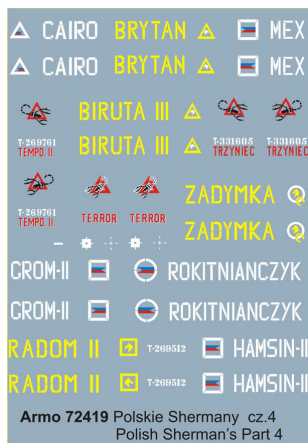 CAIRO BRYTAN MEX
CAIRO BRYTAN MEX
BIRUTA III
T-269761 T-331605 T-331605
TEMPO. II. BIRUTA III TRZYNIEC TRZYNIEC
ZADYMKA
T-269761
TEMPO. II. TERROR TERROR
ZADYMKA
GROM-II ROKITNIANCZYK
GROM-II ROKITNIANCZYK
RADOM II T-269512 HAMSIN-II
RADOM II T-269512 HAMSIN-II
Armo 72419 Polskie Shermany cz.4
Polish Sherman's Part 4